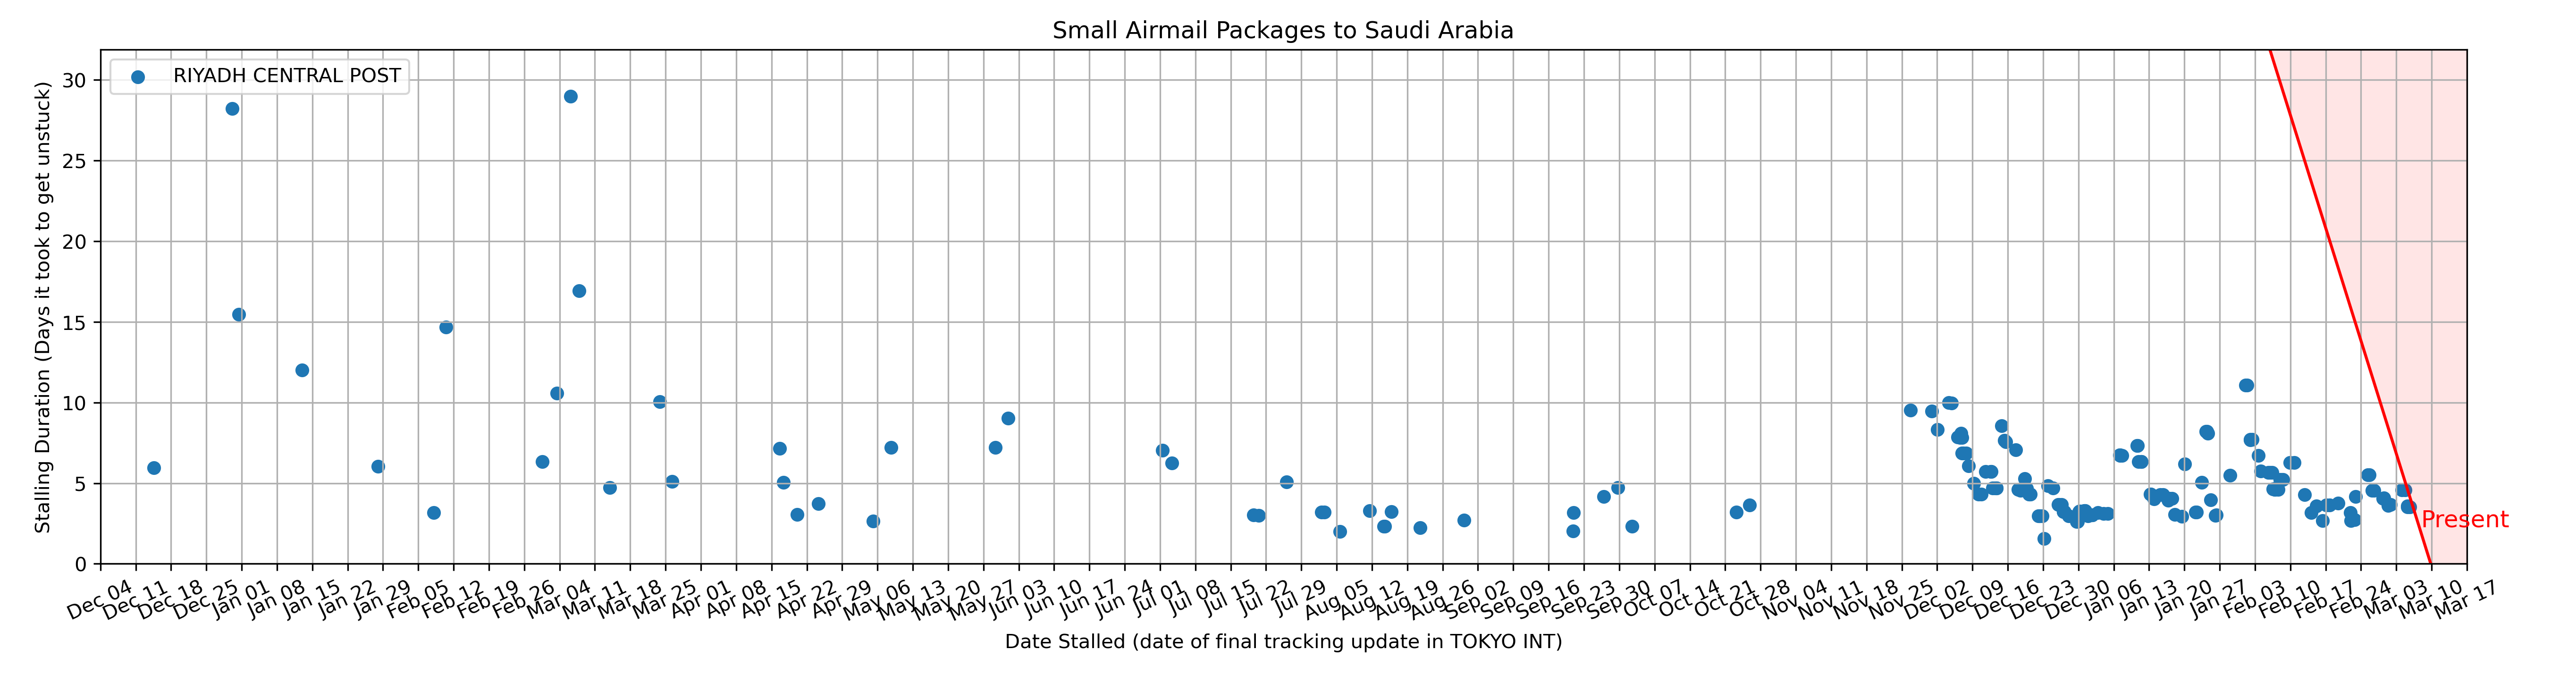 Small Airmail Packages to Saudi Arabia
RIYADH CENTRAL POST
Stalling Duration (Days it took to get unstuck)
30
25
20
15
10
5
0
Present
Dec 04 Dec 11 Dec 18 Dec 25 Jan 01 Jan 08 Jan 15 Jan 22 Jan 29 Feb 05 Feb 12 Feb 19 Feb 26 Mar 04 Mar 11 Mar 18 Mar 25 Apr 01 Apr 08 Apr 15 Apr 22 Apr 29 May 06 May 13 May 20 May 27 Jun 03 Jun 10 Jun 17 Jun 24 Jul 01 Jul 08 Jul 15 Jul 22 Jul 29 Aug 05 Aug 12 Aug 19 Aug 26 Sep 02 Sep 09 Sep 16 Sep 23 Sep 30 Oct 07 Oct 14 Oct 21 Oct 28 Nov 04 Nov 11 Nov 18 Nov 25 Dec 02 Dec 09 Dec 16 Dec 23 Dec 30 Jan 06 Jan 13 Jan 20 Jan 27 Feb 03 Feb 10 Feb 17 Feb 24 Mar 03 Mar 10 Mar 17
Date Stalled (date of final tracking update in TOKYO INT)